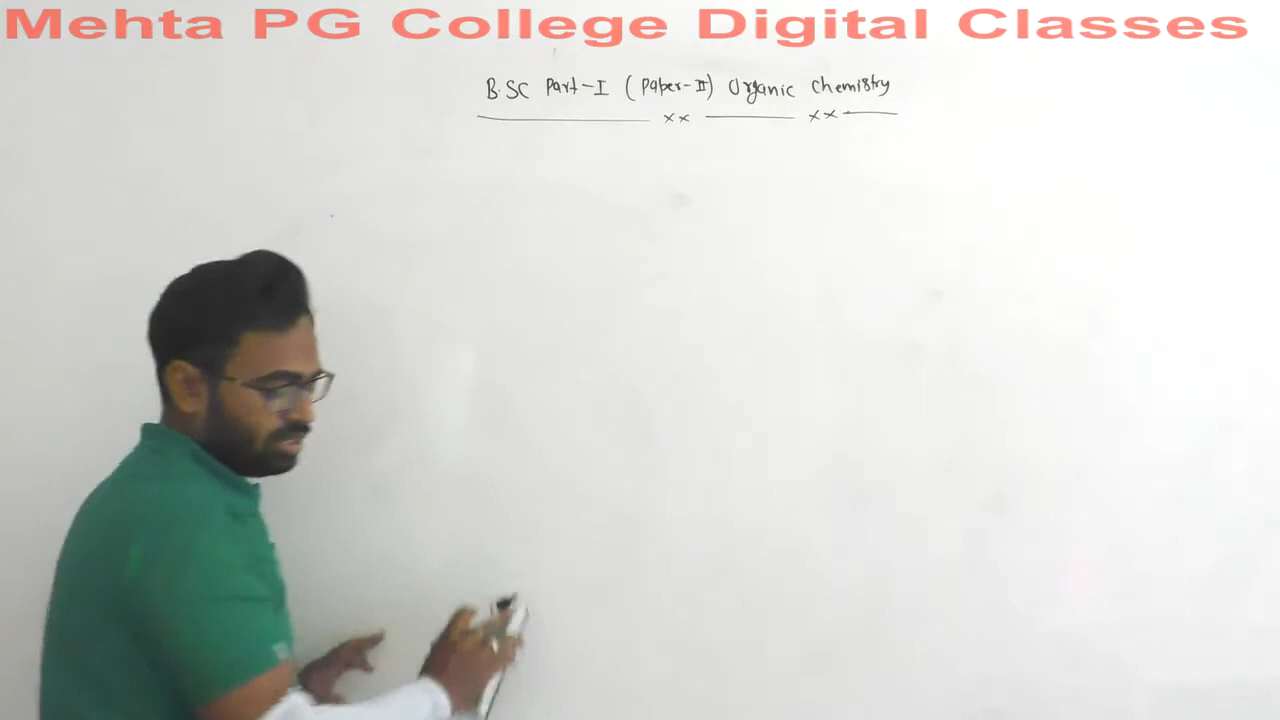 Mehta PG College Digital Classes
B.SC Part-I (Paper-II) Organic Chemistry